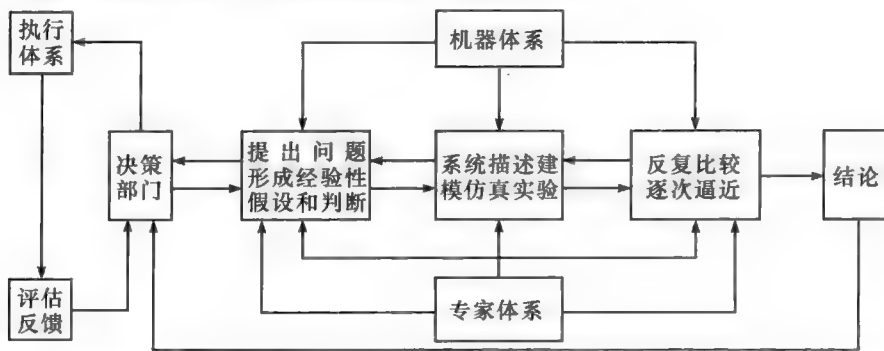 执行
体系
机器体系
决策
部门
提出问题
形成经验性
假设和判断
系统描述建
模仿真实验
反复比较
逐次逼近
结论
评估
反馈
专家体系